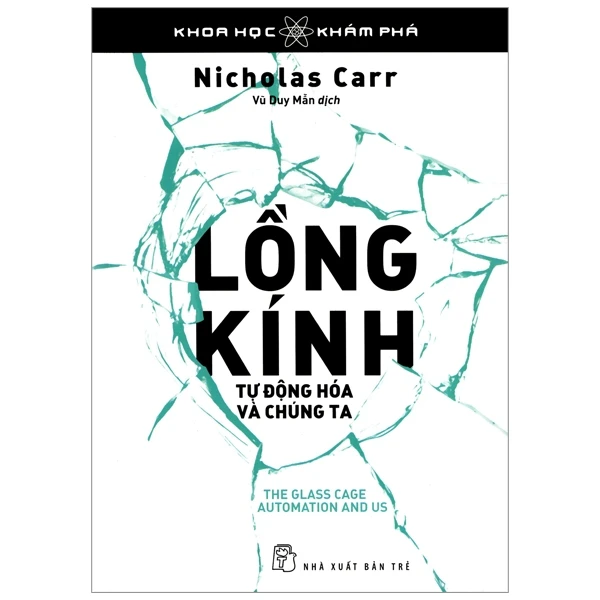 KHOA HỌC KHÁM PHÁ
Nicholas Carr
Vũ Duy Mẫn dịch
LỒNG
KÍNH
TỰ ĐỘNG HÓA
VÀ CHÚNG TA
THE GLASS CAGE
AUTOMATION AND US
NHÀ XUẤT BẢN TRẺ